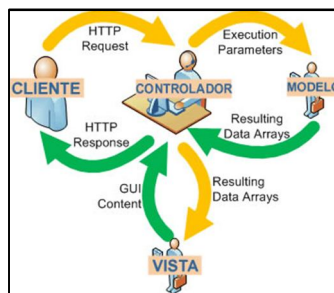 HTTP
Request
Execution
Parameters
CLIENTE
CONTROLADOR
MODELO
HTTP
Response
Resulting
Data Arrays
GUI
Content
Resulting
Data Arrays
VISTA